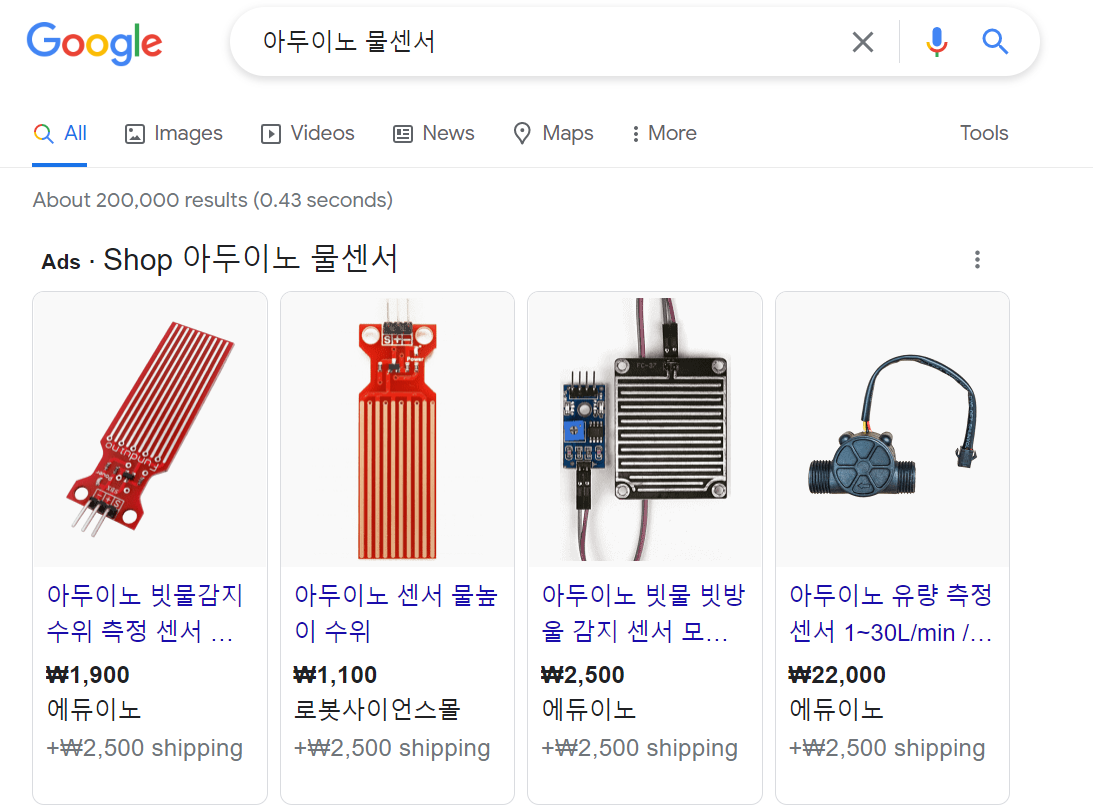 Google
아두이노 물센서
All
Images
Videos
News
Maps
More
Tools
About 200,000 results (0.43 seconds)
Ads · Shop 아두이노 물센서
S+-
Power
FC-37
아두이노 빗물감지
수위 측정 센서 ...
₩1,900
에듀이노
+₩2,500 shipping
아두이노 센서 물높
이 수위
₩1,100
로봇사이언스몰
+₩2,500 shipping
아두이노 빗물 빗방
울 감지 센서 모...
₩2,500
에듀이노
+₩2,500 shipping
아두이노 유량 측정
센서 1~30L/min /...
₩22,000
에듀이노
+₩2,500 shipping